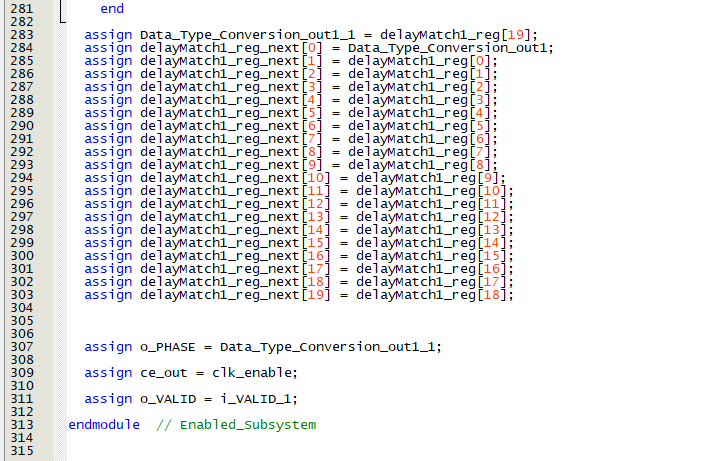 281 end
282
283 assign Data_Type_Conversion_out1_1 = delayMatch1_reg[19];
284 assign delayMatch1_reg_next[0] = Data_Type_Conversion_out1;
285 assign delayMatch1_reg_next[1] = delayMatch1_reg[0];
286 assign delayMatch1_reg_next[2] = delayMatch1_reg[1];
287 assign delayMatch1_reg_next[3] = delayMatch1_reg[2];
288 assign delayMatch1_reg_next[4] = delayMatch1_reg[3];
289 assign delayMatch1_reg_next[5] = delayMatch1_reg[4];
290 assign delayMatch1_reg_next[6] = delayMatch1_reg[5];
291 assign delayMatch1_reg_next[7] = delayMatch1_reg[6];
292 assign delayMatch1_reg_next[8] = delayMatch1_reg[7];
293 assign delayMatch1_reg_next[9] = delayMatch1_reg[8];
294 assign delayMatch1_reg_next[10] = delayMatch1_reg[9];
295 assign delayMatch1_reg_next[11] = delayMatch1_reg[10];
296 assign delayMatch1_reg_next[12] = delayMatch1_reg[11];
297 assign delayMatch1_reg_next[13] = delayMatch1_reg[12];
298 assign delayMatch1_reg_next[14] = delayMatch1_reg[13];
299 assign delayMatch1_reg_next[15] = delayMatch1_reg[14];
300 assign delayMatch1_reg_next[16] = delayMatch1_reg[15];
301 assign delayMatch1_reg_next[17] = delayMatch1_reg[16];
302 assign delayMatch1_reg_next[18] = delayMatch1_reg[17];
303 assign delayMatch1_reg_next[19] = delayMatch1_reg[18];
304
305
306
307 assign o_PHASE = Data_Type_Conversion_out1_1;
308
309 assign ce_out = clk_enable;
310
311 assign o_VALID = i_VALID_1;
312
313 endmodule // Enabled_Subsystem
314
315